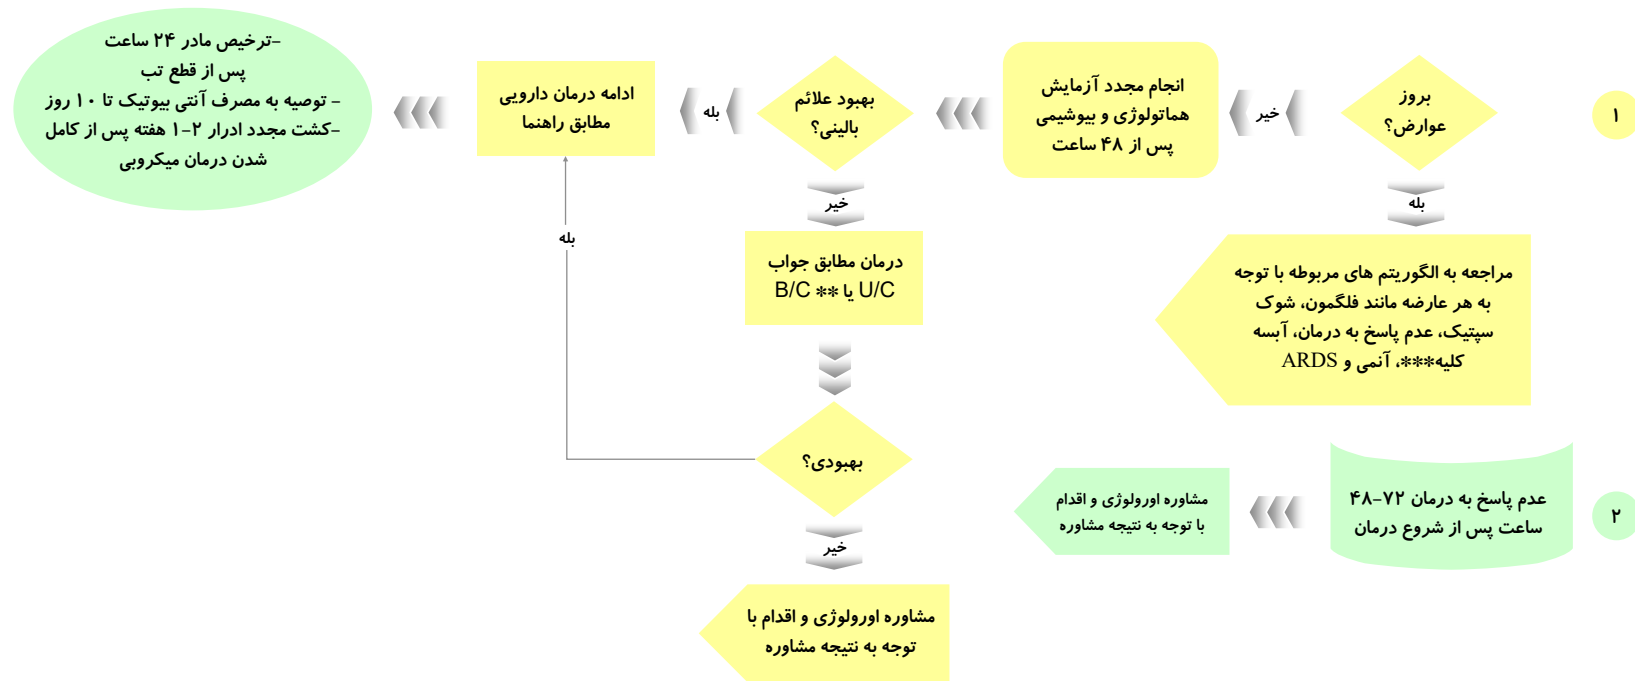 ۱
بروز
عوارض؟
خیر
انجام مجدد آزمایش
هماتولوژی و بیوشیمی
پس از ۴۸ ساعت
بهبود علائم
بالینی؟
بله
ادامه درمان دارویی
مطابق راهنما
-ترخیص مادر ۲۴ ساعت
پس از قطع تب
- توصیه به مصرف آنتی بیوتیک تا ۱۰ روز
-کشت مجدد ادرار ۲-۱ هفته پس از کامل
شدن درمان میکروبی
بله
مراجعه به الگوریتم های مربوطه با توجه
به هر عارضه مانند فلگمون، شوک
سپتیک، عدم پاسخ به درمان، آبسه
کلیه***، آنمی و ARDS
خیر
درمان مطابق جواب
U/C یا ** B/C
بهبودی؟
بله
خیر
مشاوره اورولوژی و اقدام با
توجه به نتیجه مشاوره
۲
عدم پاسخ به درمان ۷۲-۴۸
ساعت پس از شروع درمان
مشاوره اورولوژی و اقدام
با توجه به نتیجه مشاوره